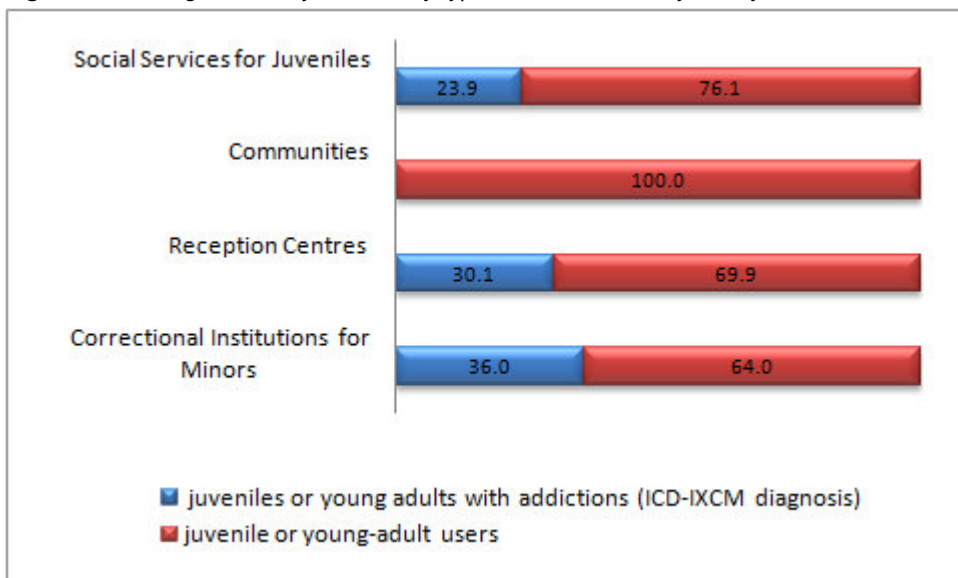 Social Services for Juveniles
23.9 76.1
Communities
100.0
Reception Centres
30.1 69.9
Correctional Institutions for
Minors
36.0 64.0
juveniles or young adults with addictions (ICD-IXCM diagnosis)
juvenile or young-adult users